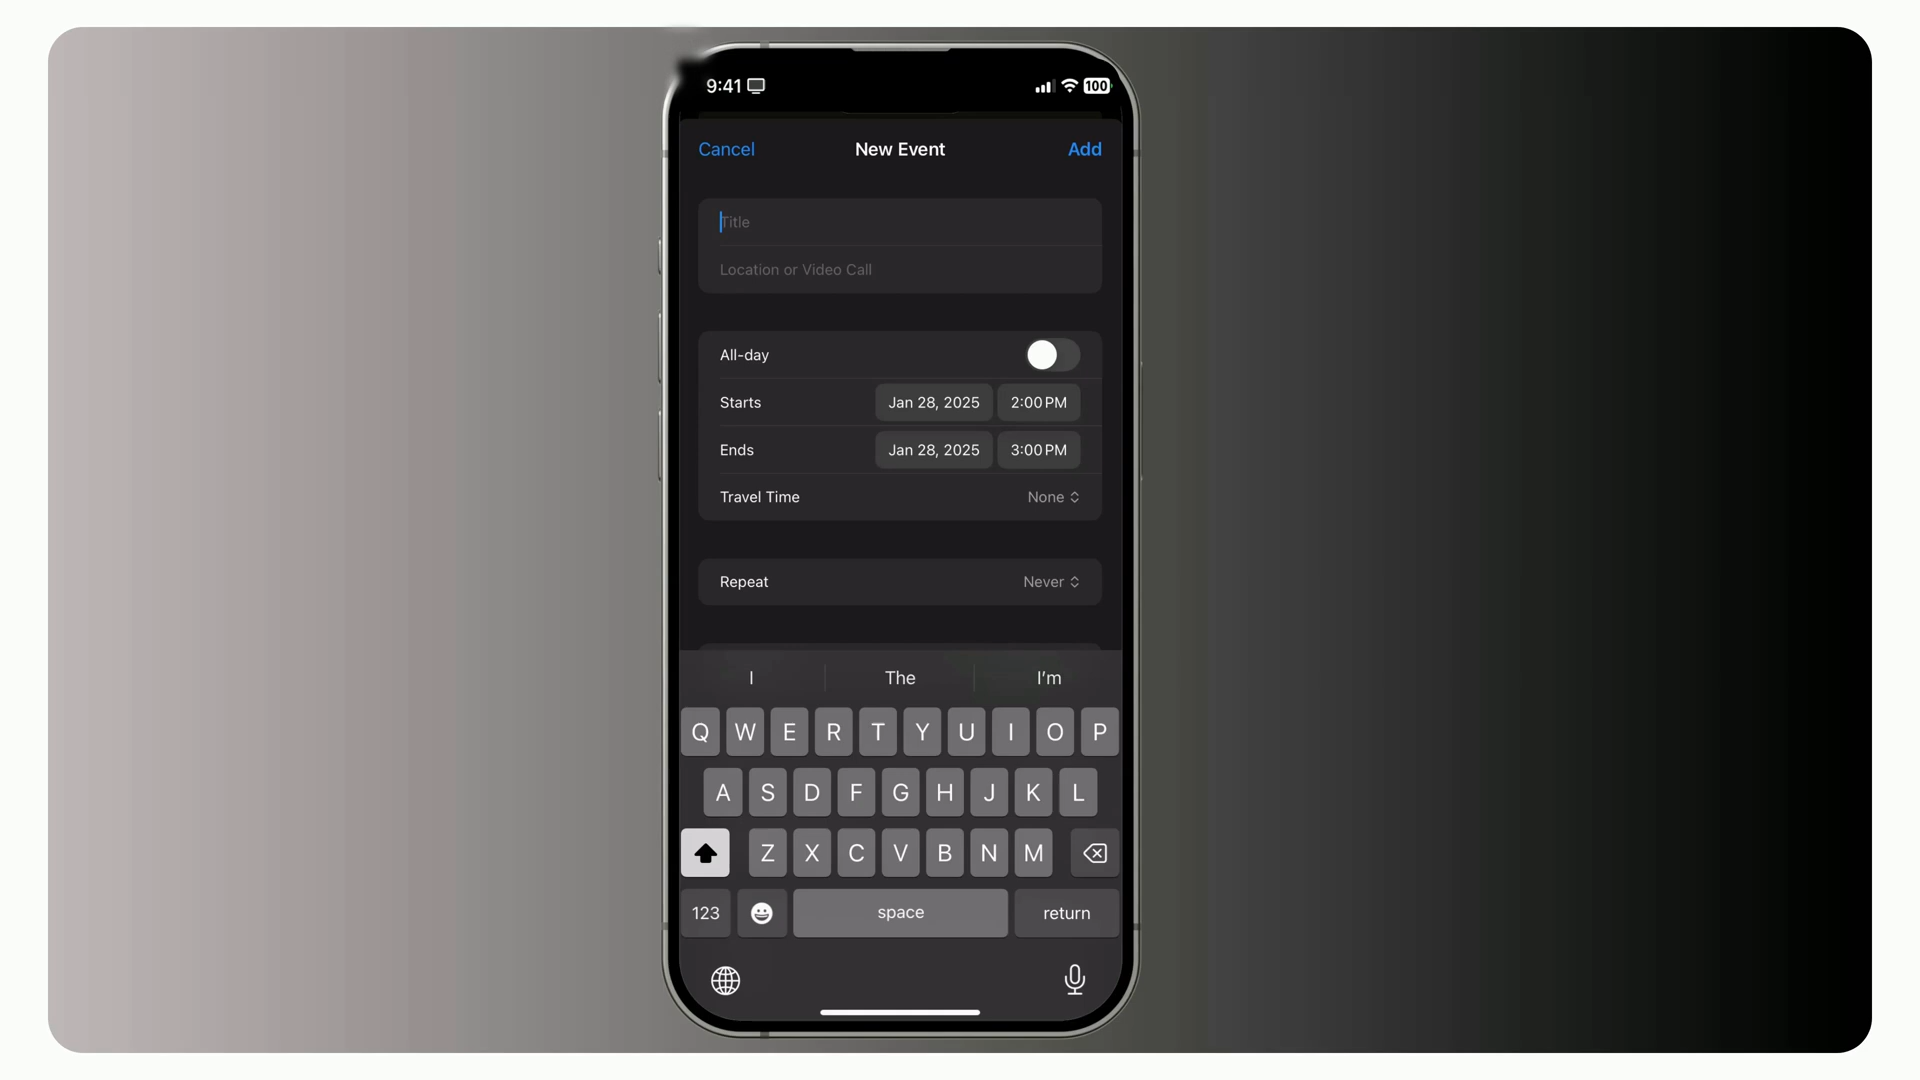 9:41 100
Cancel New Event Add
Title
Location or Video Call
All-day
Starts Jan 28, 2025 2:00 PM
Ends Jan 28, 2025 3:00 PM
Travel Time None
Repeat Never
I The I'm
Q W E R T Y U I O P
A S D F G H J K L
Z X C V B N M
123 space return